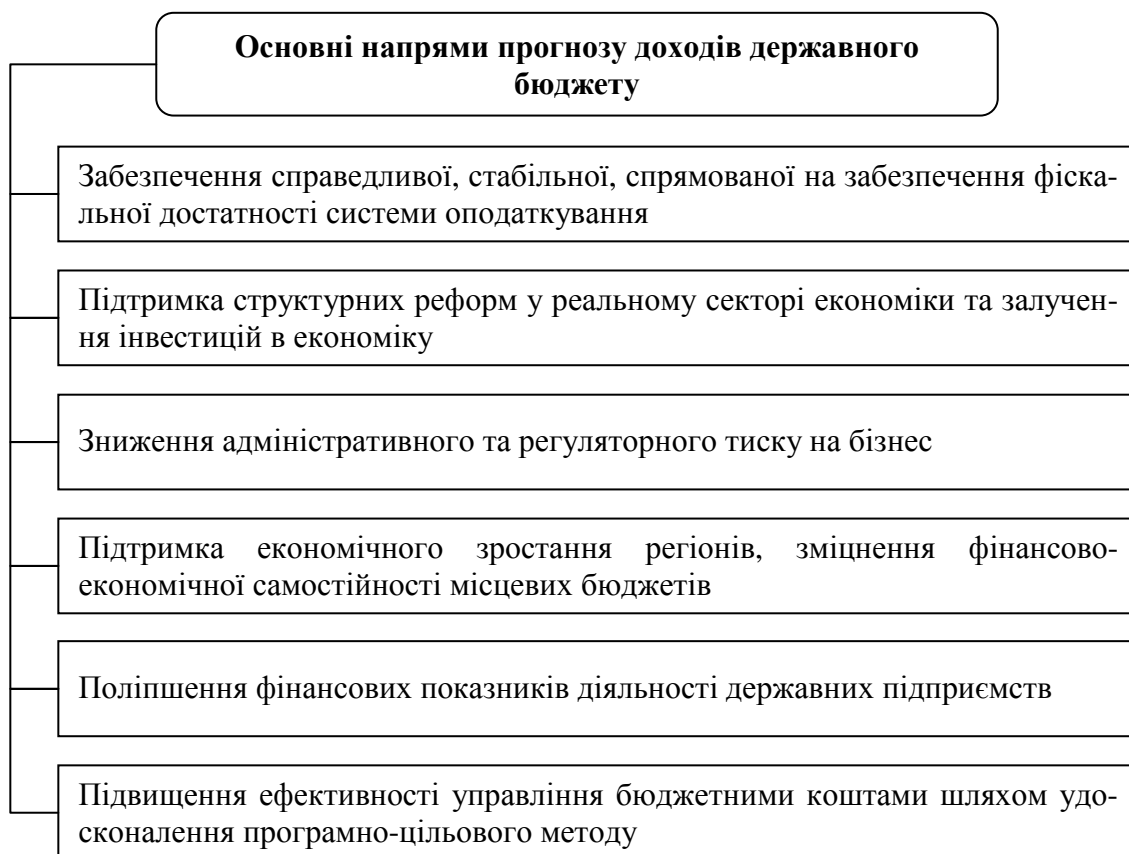 Основні напрями прогнозу доходів державного
бюджету
Забезпечення справедливої, стабільної, спрямованої на забезпечення фіска-
льної достатності системи оподаткування
Підтримка структурних реформ у реальному секторі економіки та залучен-
ня інвестицій в економіку
Зниження адміністративного та регуляторного тиску на бізнес
Підтримка економічного зростання регіонів, зміцнення фінансово-
економічної самостійності місцевих бюджетів
Поліпшення фінансових показників діяльності державних підприємств
Підвищення ефективності управління бюджетними коштами шляхом удо-
сконалення програмно-цільового методу